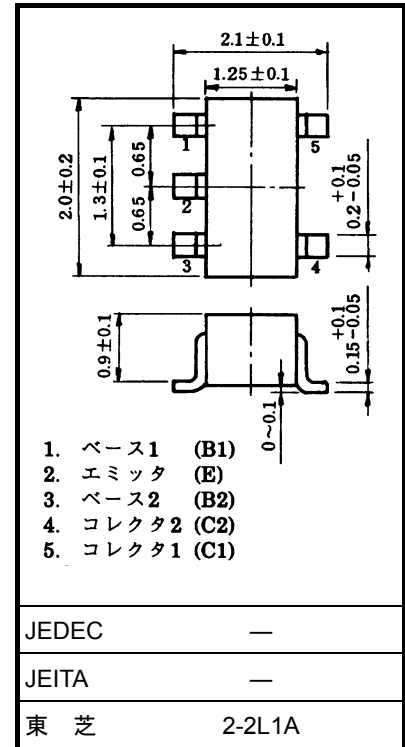 2.1±0.1
1.25±0.1
1
5
2.0±0.2
1.3±0.1
0.65
0.65
2
3
4
+0.1
0.2-0.05
0.9±0.1
+0.1
0.15-0.05
0~0.1
1. ベース1 (B1)
2. エミッタ (E)
3. ベース2 (B2)
4. コレクタ2 (C2)
5. コレクタ1 (C1)
JEDEC —
JEITA —
東 芝 2-2L1A